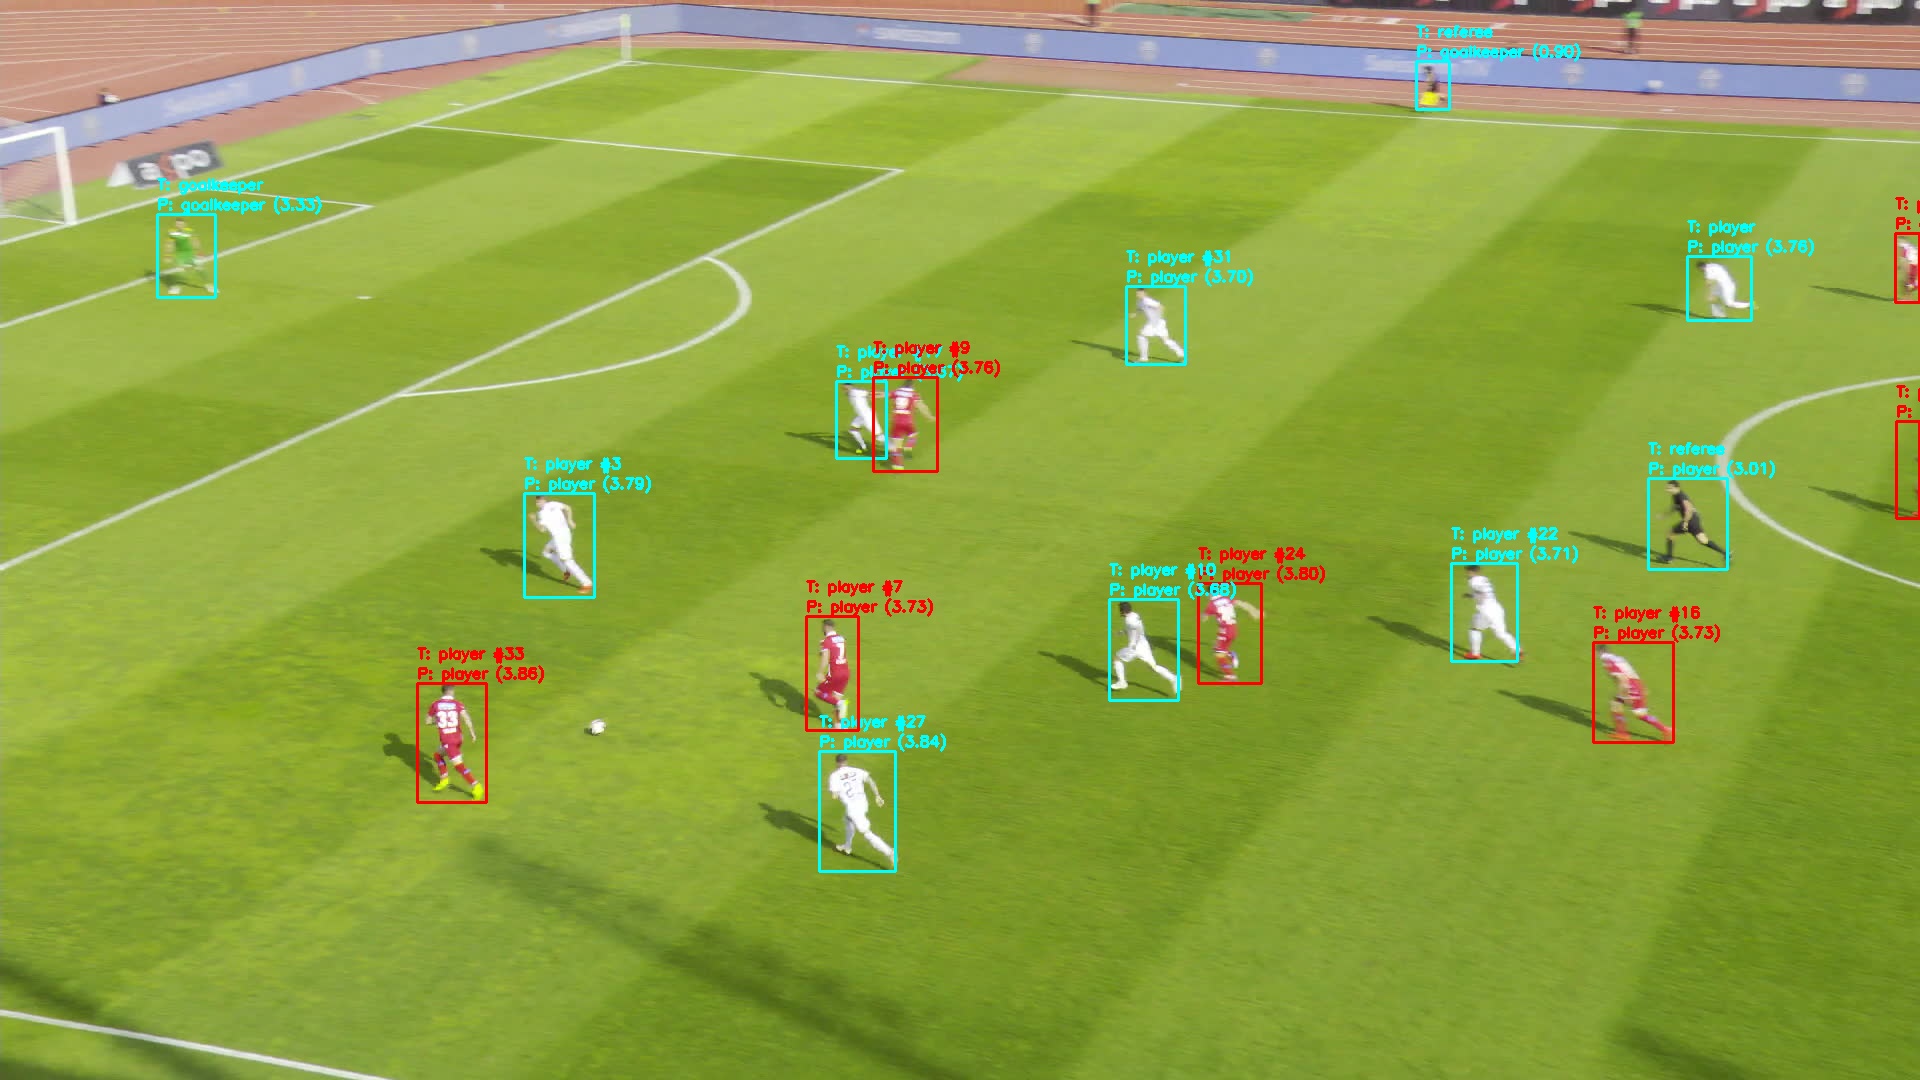 T: referee
P: goalkeeper (0.90)
T: goalkeeper
P: goalkeeper (3.33)
T: player
P: player (3.76)
T: player #31
P: player (3.70)
T: player #9
P: player (3.76)
T: referee
P: player (3.01)
T: player #3
P: player (3.79)
T: player #22
P: player (3.71)
T: player #24
P: player (3.80)
T: player #10
P: player (3.68)
T: player #7
P: player (3.73)
T: player #16
P: player (3.73)
T: player #33
P: player (3.86)
33
7
T: player #27
P: player (3.84)